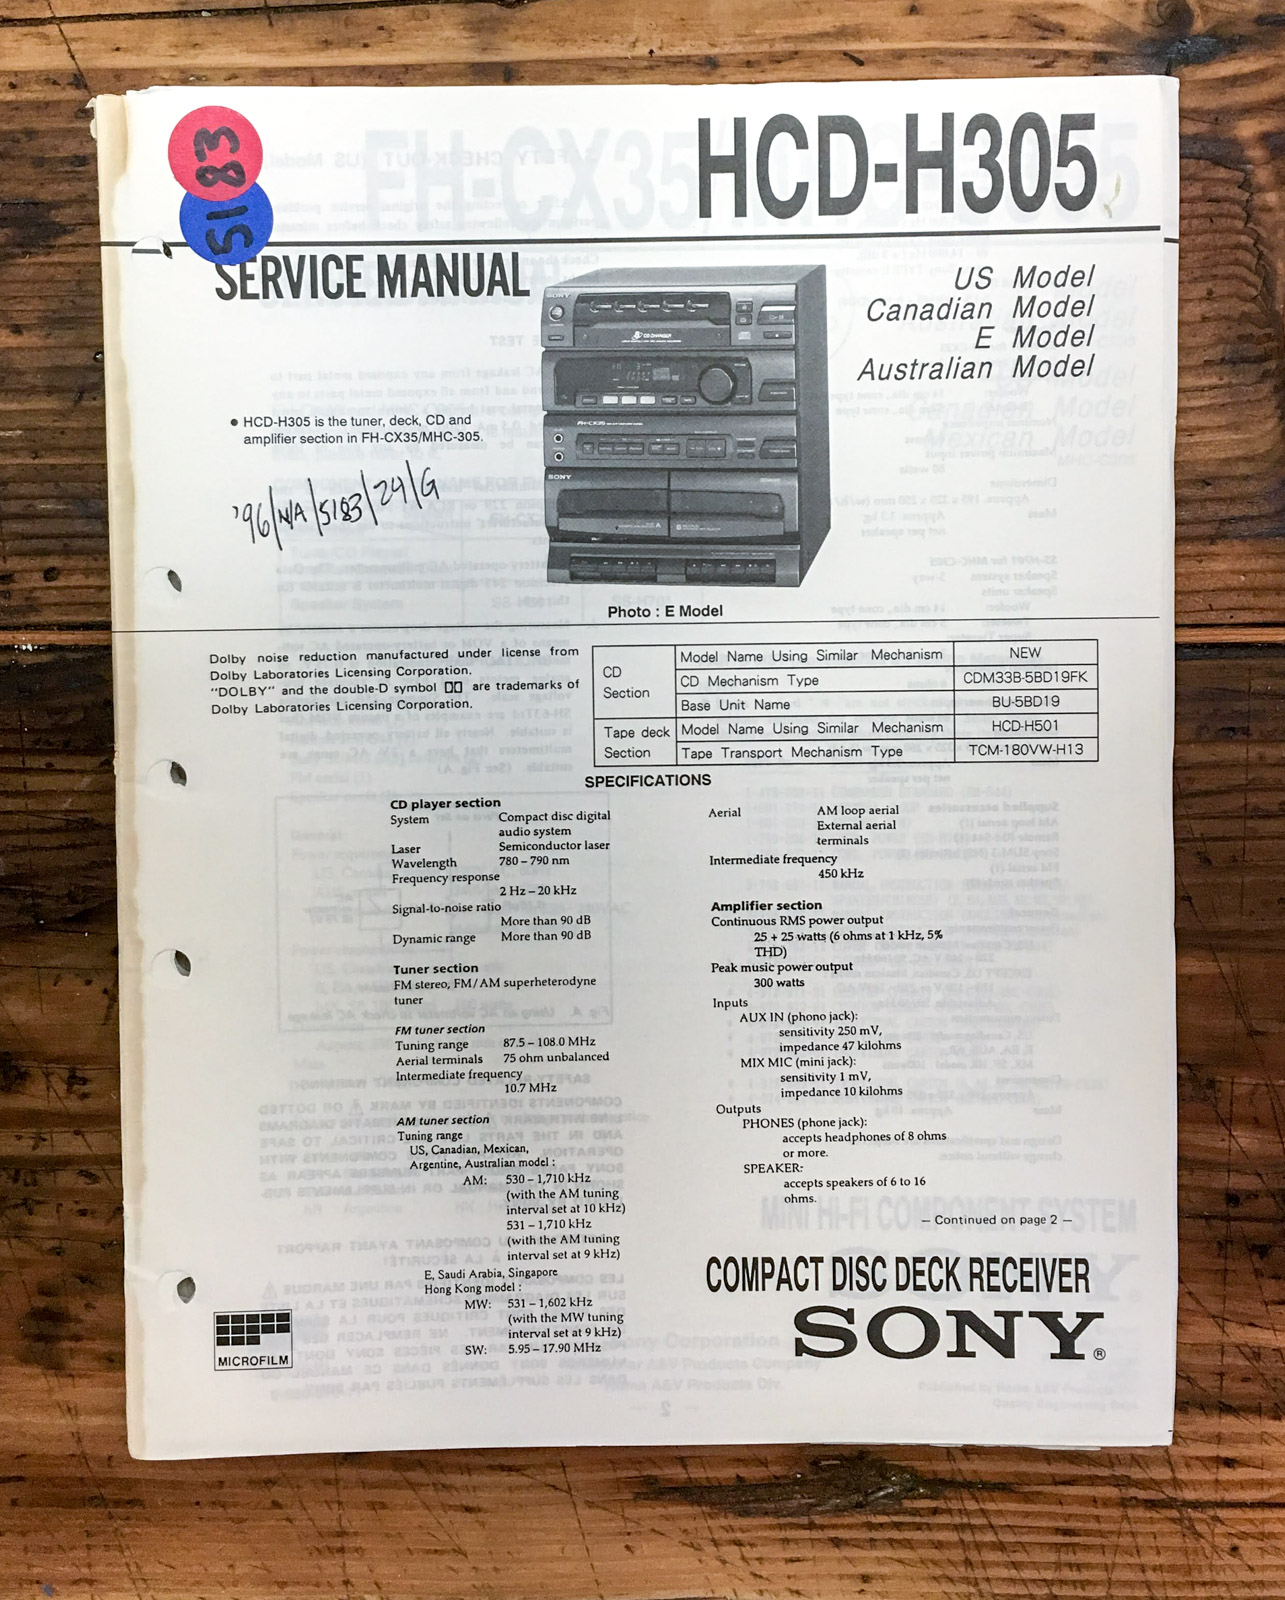 83
51
HCD-H305
SERVICE MANUAL
US Model
Canadian Model
E Model
Australian Model
● HCD-H305 is the tuner, deck, CD and
amplifier section in FH-CX35/MHC-305.
'96/N/A/5183/24/G
SONY
CD CHANGER
FH-CX35
SONY
Photo : E Model
Dolby noise reduction manufactured under license from
Dolby Laboratories Licensing Corporation.
"DOLBY" and the double-D symbol are trademarks of
Dolby Laboratories Licensing Corporation.
CD Section
Model Name Using Similar Mechanism NEW
CD Mechanism Type CDM33B-5BD19FK
Base Unit Name BU-5BD19
Tape deck Section
Model Name Using Similar Mechanism HCD-H501
Tape Transport Mechanism Type TCM-180VW-H13
SPECIFICATIONS
CD player section
System Compact disc digital
audio system
Laser Semiconductor laser
Wavelength 780 – 790 nm
Frequency response
2 Hz – 20 kHz
Signal-to-noise ratio
More than 90 dB
Dynamic range More than 90 dB
Tuner section
FM stereo, FM/AM superheterodyne
tuner
FM tuner section
Tuning range 87.5 – 108.0 MHz
Aerial terminals 75 ohm unbalanced
Intermediate frequency
10.7 MHz
AM tuner section
Tuning range
US, Canadian, Mexican,
Argentine, Australian model :
AM: 530 – 1,710 kHz
(with the AM tuning
interval set at 10 kHz)
531 – 1,710 kHz
(with the AM tuning
interval set at 9 kHz)
E, Saudi Arabia, Singapore
Hong Kong model :
MW: 531 – 1,602 kHz
(with the MW tuning
interval set at 9 kHz)
SW: 5.95 – 17.90 MHz
Aerial AM loop aerial
External aerial
terminals
Intermediate frequency
450 kHz
Amplifier section
Continuous RMS power output
25 + 25 watts (6 ohms at 1 kHz, 5%
THD)
Peak music power output
300 watts
Inputs
AUX IN (phono jack):
sensitivity 250 mV,
impedance 47 kilohms
MIX MIC (mini jack):
sensitivity 1 mV,
impedance 10 kilohms
Outputs
PHONES (phone jack):
accepts headphones of 8 ohms
or more.
SPEAKER:
accepts speakers of 6 to 16
ohms.
– Continued on page 2 –
COMPACT DISC DECK RECEIVER
SONY®
MICROFILM